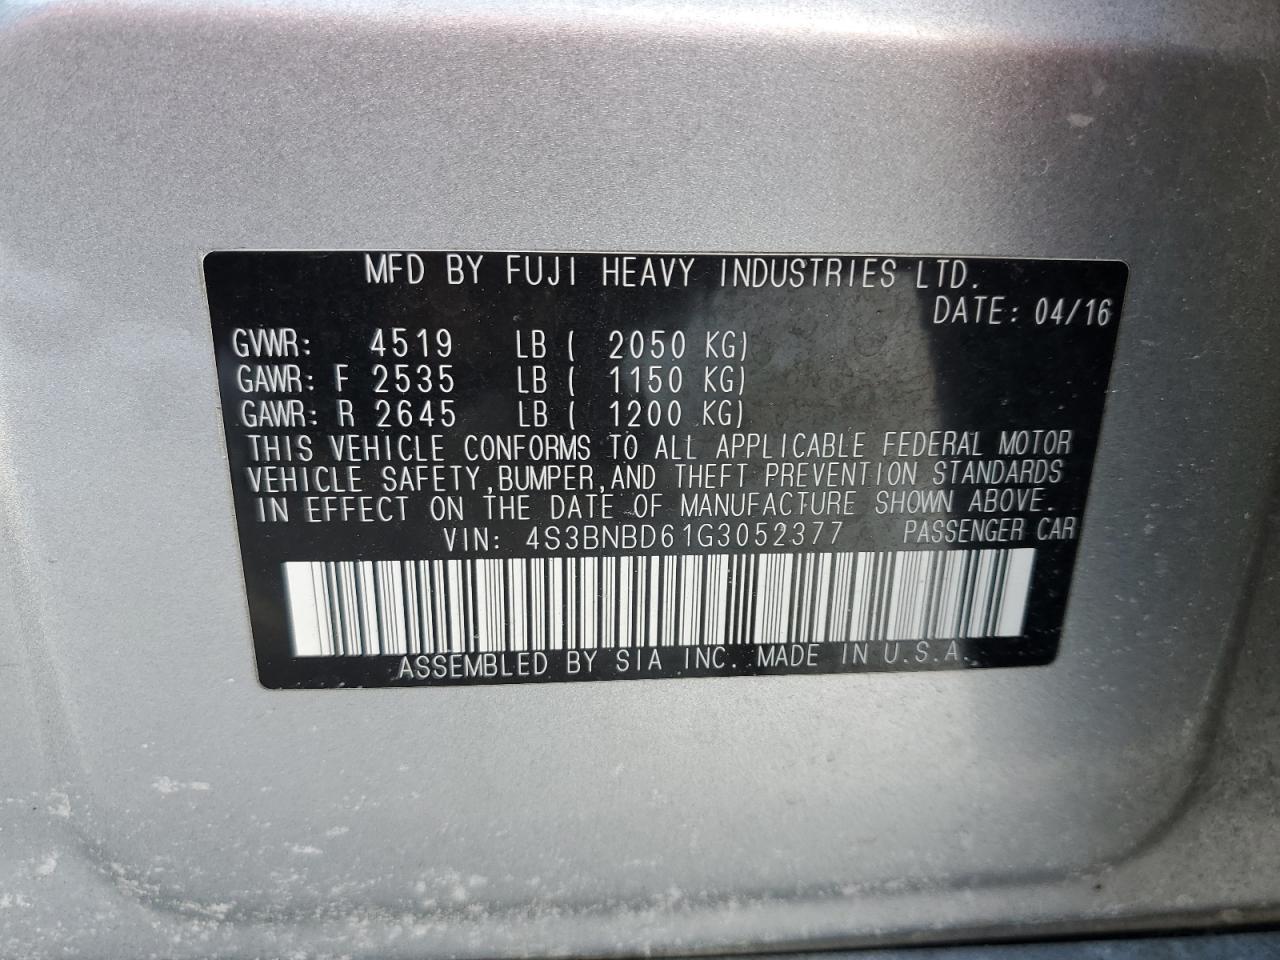 MFD BY FUJI HEAVY INDUSTRIES LTD.
DATE: 04/16
GVWR: 4519 LB ( 2050 KG)
GAWR: F 2535 LB ( 1150 KG)
GAWR: R 2645 LB ( 1200 KG)
THIS VEHICLE CONFORMS TO ALL APPLICABLE FEDERAL MOTOR
VEHICLE SAFETY,BUMPER,AND THEFT PREVENTION STANDARDS
IN EFFECT ON THE DATE OF MANUFACTURE SHOWN ABOVE.
VIN: 4S3BNBD61G3052377 PASSENGER CAR
ASSEMBLED BY SIA INC. MADE IN U.S.A.